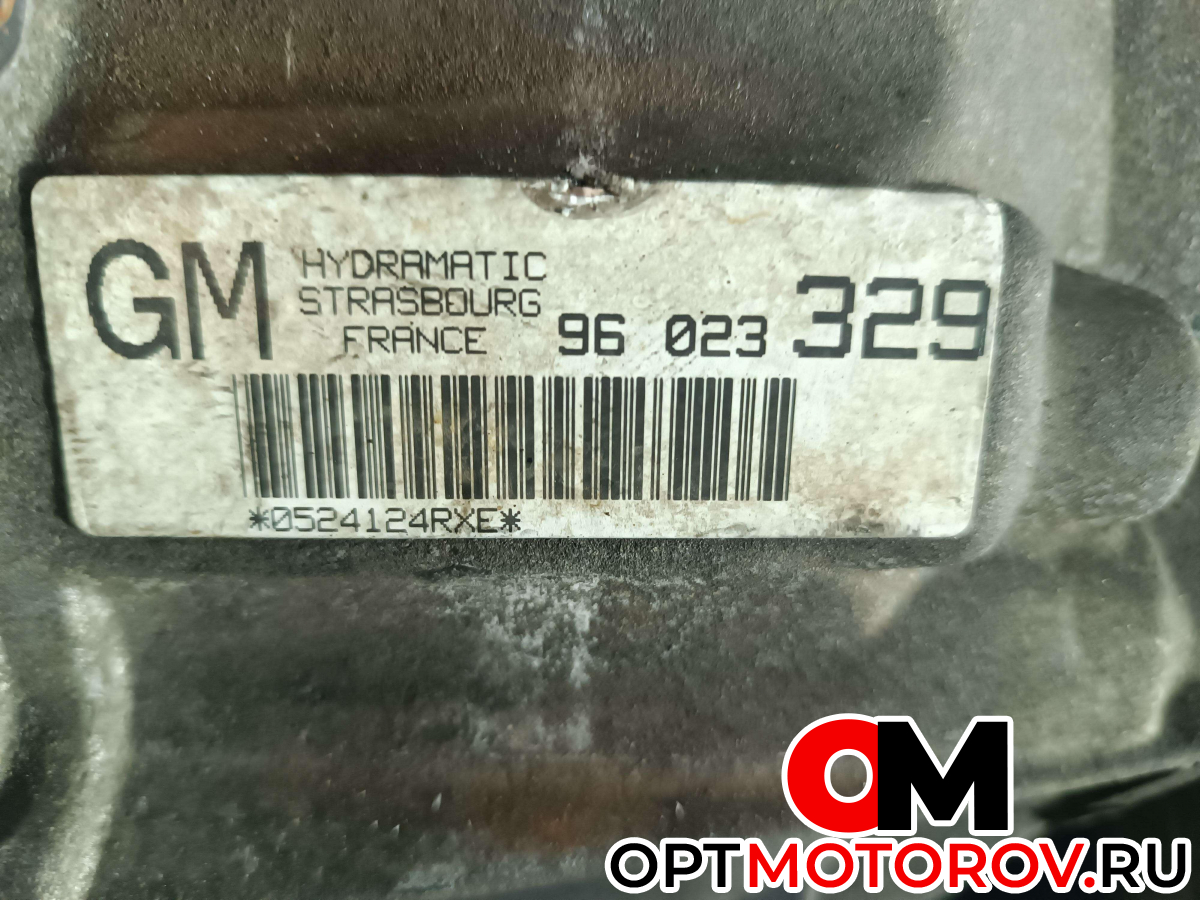 GM
HYDRAMATIC
STRASBOURG
FRANCE 96 023 329
*0524124RXE*
OM
OPTMOTOROV.RU